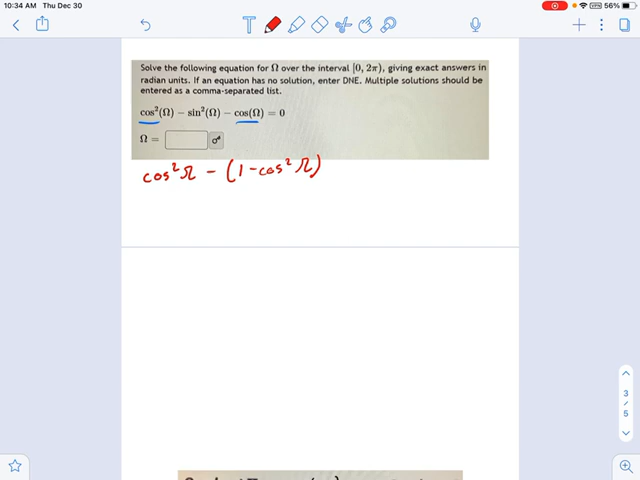 10:34 AM Thu Dec 30
56%
Solve the following equation for Ω over the interval [0, 2π), giving exact answers in
radian units. If an equation has no solution, enter DNE. Multiple solutions should be
entered as a comma-separated list.
cos²(Ω) − sin²(Ω) − cos(Ω) = 0
Ω =
cos²Ω − (1−cos²Ω)
3
/
5